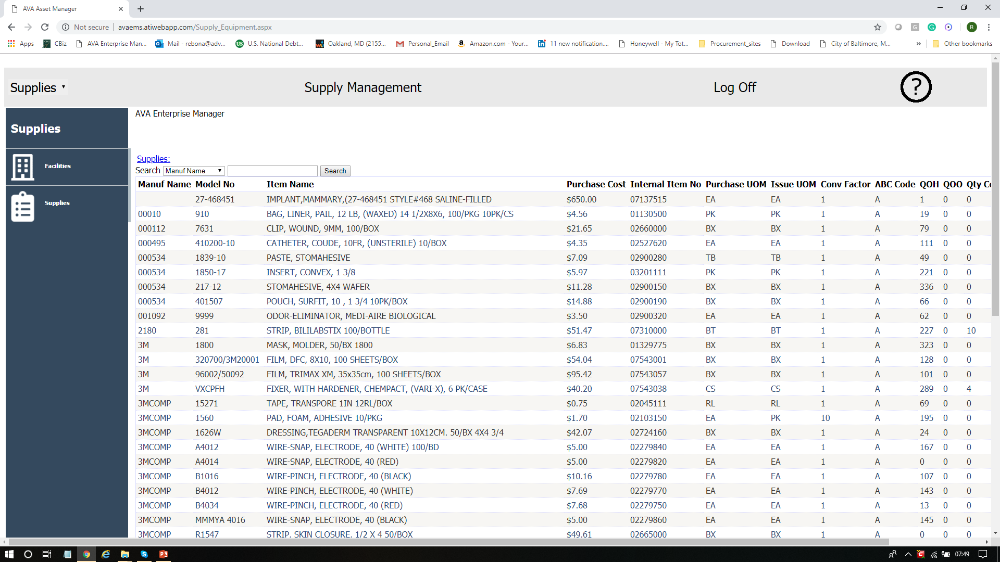 AVA Asset Manager
Not secure avaems.atiwebapp.com/Supply_Equipment.aspx G R
Apps CBiz AVA Enterprise Man... Mail - rebona@adv... U.S. National Debt... Oakland, MD (2155... Personal_Email Amazon.com - Your... 11 new notification.... Honeywell - My Tot... Procurement_sites Download City of Baltimore, M... » Other bookmarks
Supplies Supply Management Log Off ?
AVA Enterprise Manager
Supplies
Facilities
Supplies
Supplies:
Search Manuf Name Search
Manuf Name Model No Item Name Purchase Cost Internal Item No Purchase UOM Issue UOM Conv Factor ABC Code QOH QOO Qty Co
27-468451 IMPLANT,MAMMARY,(27-468451 STYLE#468 SALINE-FILLED $650.00 07137515 EA EA 1 A 1 0 0
00010 910 BAG, LINER, PAIL, 12 LB, (WAXED) 14 1/2X8X6, 100/PKG 10PK/CS $4.56 01130500 PK PK 1 A 19 0 0
000112 7631 CLIP, WOUND, 9MM, 100/BOX $21.65 02660000 BX BX 1 A 79 0 0
000495 410200-10 CATHETER, COUDE, 10FR, (UNSTERILE) 10/BOX $4.35 02527620 EA EA 1 A 111 0 0
000534 1839-10 PASTE, STOMAHESIVE $7.09 02900280 TB TB 1 A 49 0 0
000534 1850-17 INSERT, CONVEX, 1 3/8 $5.97 03201111 PK PK 1 A 221 0 0
000534 217-12 STOMAHESIVE, 4X4 WAFER $11.28 02900150 BX BX 1 A 336 0 0
000534 401507 POUCH, SURFIT, 10 , 1 3/4 10PK/BOX $14.88 02900190 BX BX 1 A 66 0 0
001092 9999 ODOR-ELIMINATOR, MEDI-AIRE BIOLOGICAL $3.50 02900320 EA EA 1 A 62 0 0
2180 281 STRIP, BILILABSTIX 100/BOTTLE $51.47 07310000 BT BT 1 A 227 0 10
3M 1800 MASK, MOLDER, 50/BX 1800 $6.83 01329775 BX BX 1 A 323 0 0
3M 320700/3M20001 FILM, DFC, 8X10, 100 SHEETS/BOX $54.04 07543001 BX BX 1 A 128 0 0
3M 96002/50092 FILM, TRIMAX XM, 35x35cm, 100 SHEETS/BOX $95.42 07543057 BX BX 1 A 101 0 0
3M VXCPFH FIXER, WITH HARDENER, CHEMPACT, (VARI-X), 6 PK/CASE $40.20 07543038 CS CS 1 A 289 0 4
3MCOMP 15271 TAPE, TRANSPORE 1IN 12RL/BOX $0.75 02045111 RL RL 1 A 69 0 0
3MCOMP 1560 PAD, FOAM, ADHESIVE 10/PKG $1.70 02103150 EA PK 10 A 195 0 0
3MCOMP 1626W DRESSING,TEGADERM TRANSPARENT 10X12CM. 50/BX 4X4 3/4 $42.07 02724160 BX BX 1 A 24 0 0
3MCOMP A4012 WIRE-SNAP, ELECTRODE, 40 (WHITE) 100/BD $5.00 02279840 EA EA 1 A 167 0 0
3MCOMP A4014 WIRE-SNAP, ELECTRODE, 40 (RED) $5.00 02279820 EA EA 1 A 0 0 0
3MCOMP B1016 WIRE-PINCH, ELECTRODE, 40 (BLACK) $10.16 02279780 EA EA 1 A 107 0 0
3MCOMP B4012 WIRE-PINCH, ELECTRODE, 40 (WHITE) $7.69 02279770 EA EA 1 A 143 0 0
3MCOMP B4034 WIRE-PINCH, ELECTRODE, 40 (RED) $7.68 02279750 EA EA 1 A 13 0 0
3MCOMP MMMYA 4016 WIRE-SNAP, ELECTRODE, 40 (BLACK) $5.00 02279860 EA EA 1 A 145 0 0
3MCOMP R1547 STRIP, SKIN CLOSURE, 1/2 X 4 50/BOX $49.61 02665000 BX BX 1 A 0 0 0
07:49